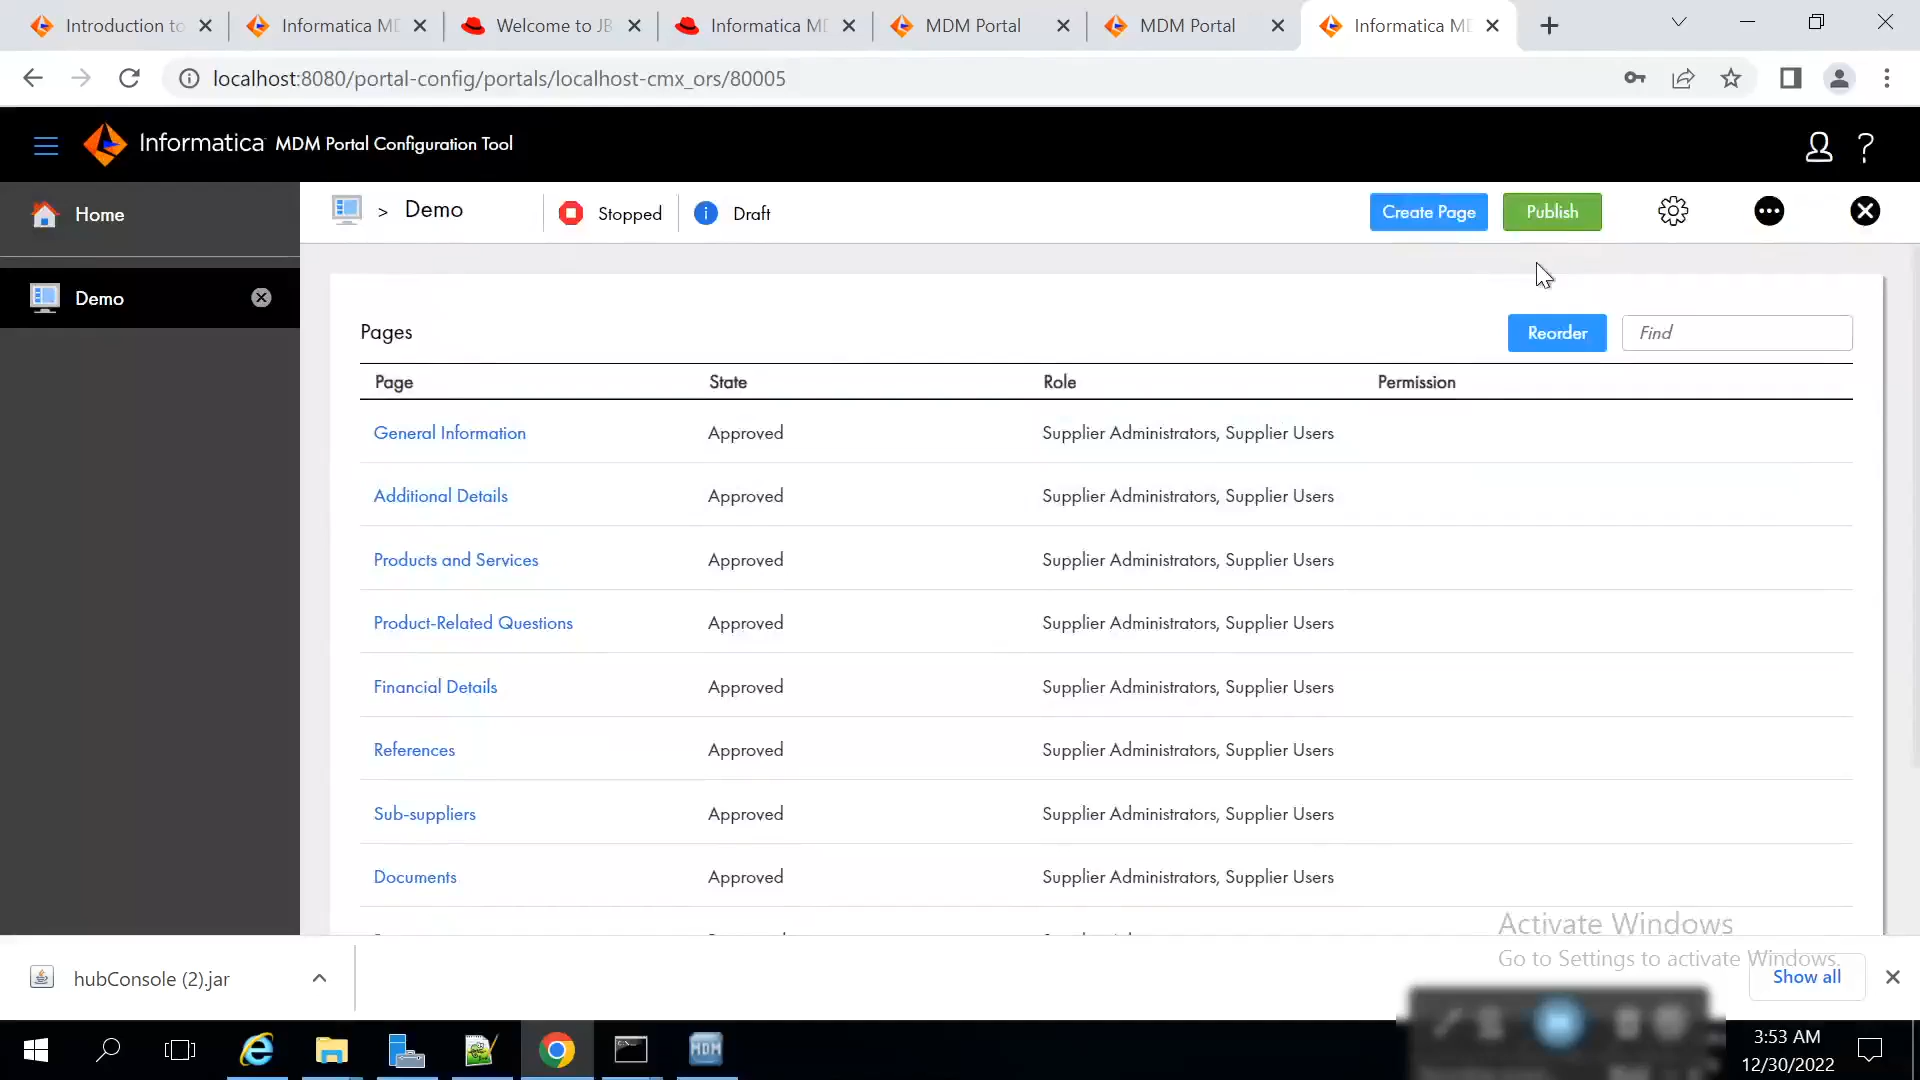 Introduction to
Informatica MD
Welcome to JB
Informatica MD
MDM Portal
MDM Portal
Informatica MD
localhost:8080/portal-config/portals/localhost-cmx_ors/80005
Informatica MDM Portal Configuration Tool
?
Home
> Demo
Stopped
i Draft
Create Page
Publish
Demo
Pages
Reorder
Find
Page State Role Permission
General Information Approved Supplier Administrators, Supplier Users
Additional Details Approved Supplier Administrators, Supplier Users
Products and Services Approved Supplier Administrators, Supplier Users
Product-Related Questions Approved Supplier Administrators, Supplier Users
Financial Details Approved Supplier Administrators, Supplier Users
References Approved Supplier Administrators, Supplier Users
Sub-suppliers Approved Supplier Administrators, Supplier Users
Documents Approved Supplier Administrators, Supplier Users
Activate Windows
Go to Settings to activate Windows.
hubConsole (2).jar
Show all
MDM
3:53 AM
12/30/2022